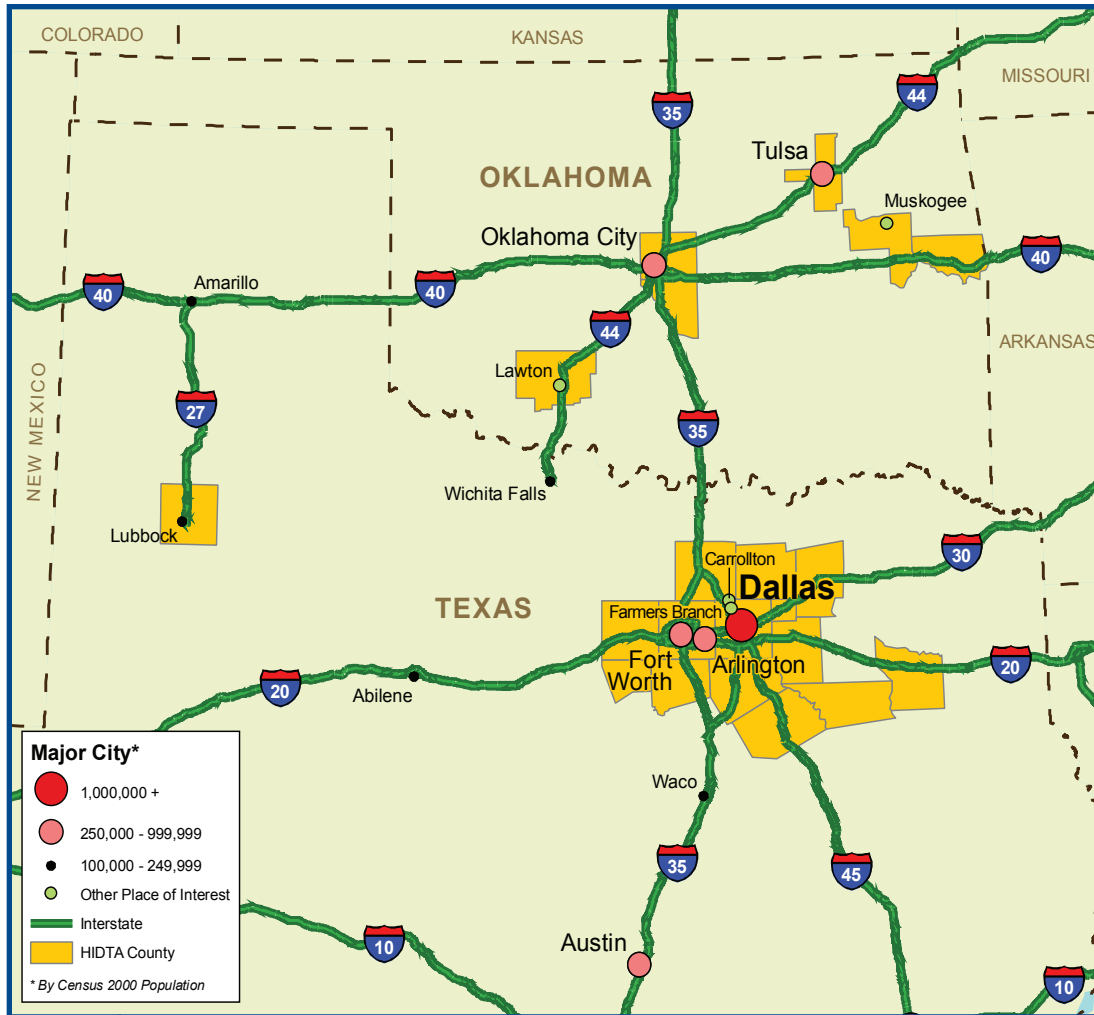 COLORADO
KANSAS
MISSOURI
35
44
Tulsa
OKLAHOMA
Muskogee
Oklahoma City
40
Amarillo
40
40
44
ARKANSAS
Lawton
NEW MEXICO
27
35
Wichita Falls
Lubbock
30
Carrollton
Dallas
TEXAS
Farmers Branch
Fort
Worth
Arlington
20
20
Abilene
Waco
35
45
Austin
10
10
Major City*
1,000,000 +
250,000 - 999,999
100,000 - 249,999
Other Place of Interest
Interstate
HIDTA County
* By Census 2000 Population